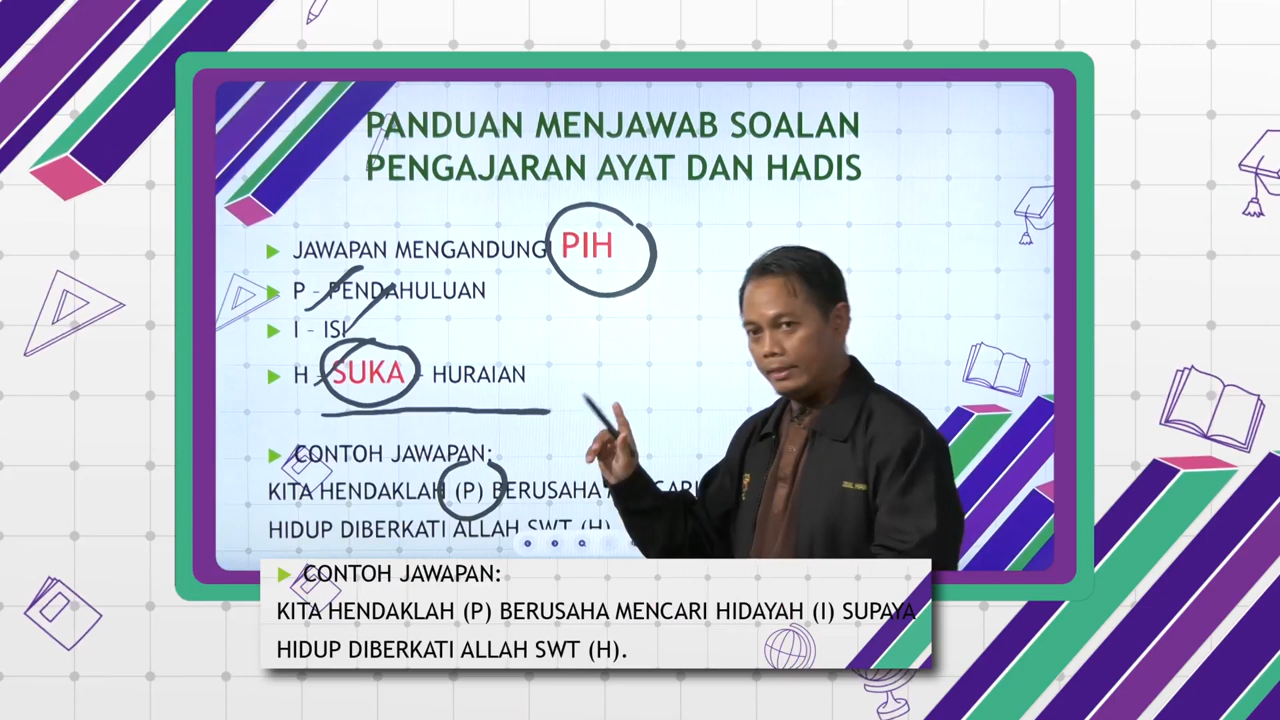 PANDUAN MENJAWAB SOALAN
PENGAJARAN AYAT DAN HADIS
JAWAPAN MENGANDUNGI PIH
P - PENDAHULUAN
I - ISI
H - SUKA - HURAIAN
CONTOH JAWAPAN:
KITA HENDAKLAH (P) BERUSAHA MENCARI
HIDUP DIBERKATI ALLAH SWT (H)
CONTOH JAWAPAN:
KITA HENDAKLAH (P) BERUSAHA MENCARI HIDAYAH (I) SUPAYA
HIDUP DIBERKATI ALLAH SWT (H).